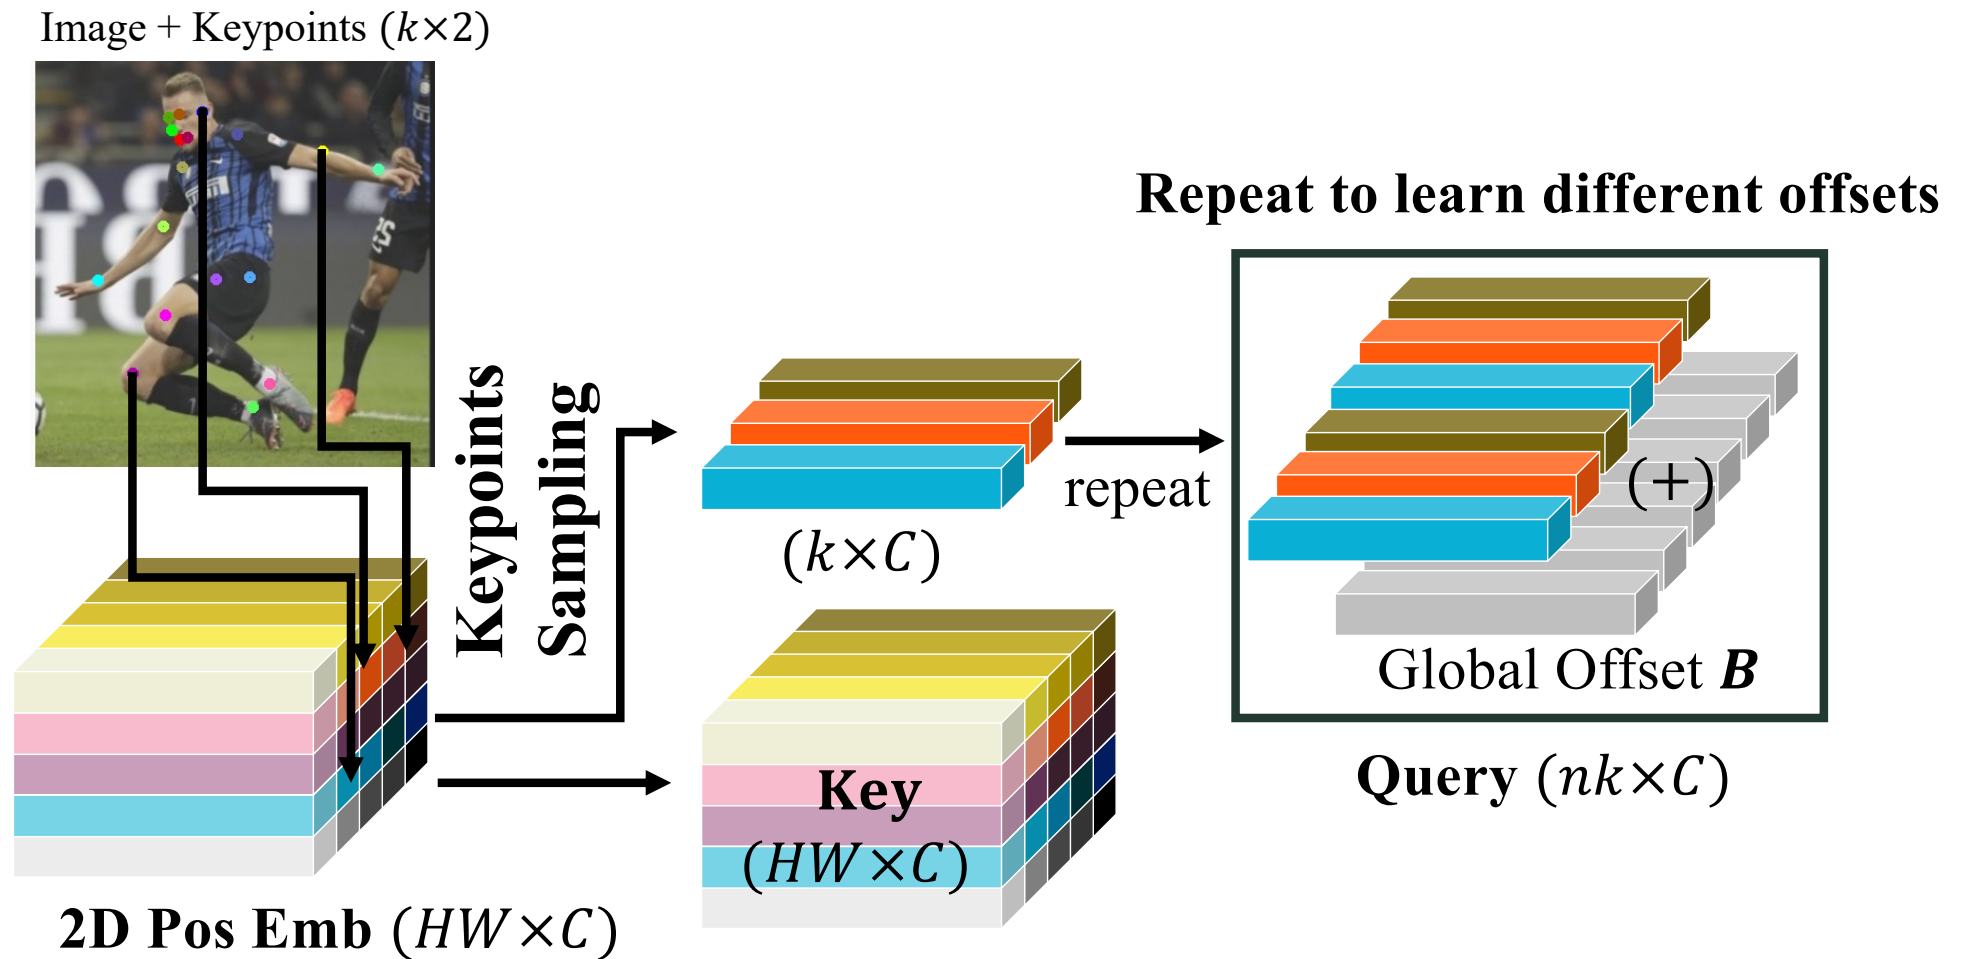 Image + Keypoints (k×2)
Keypoints
Sampling
2D Pos Emb (HW×C)
(k×C)
repeat
Key
(HW×C)
Repeat to learn different offsets
(+)
Global Offset B
Query (nk×C)
25